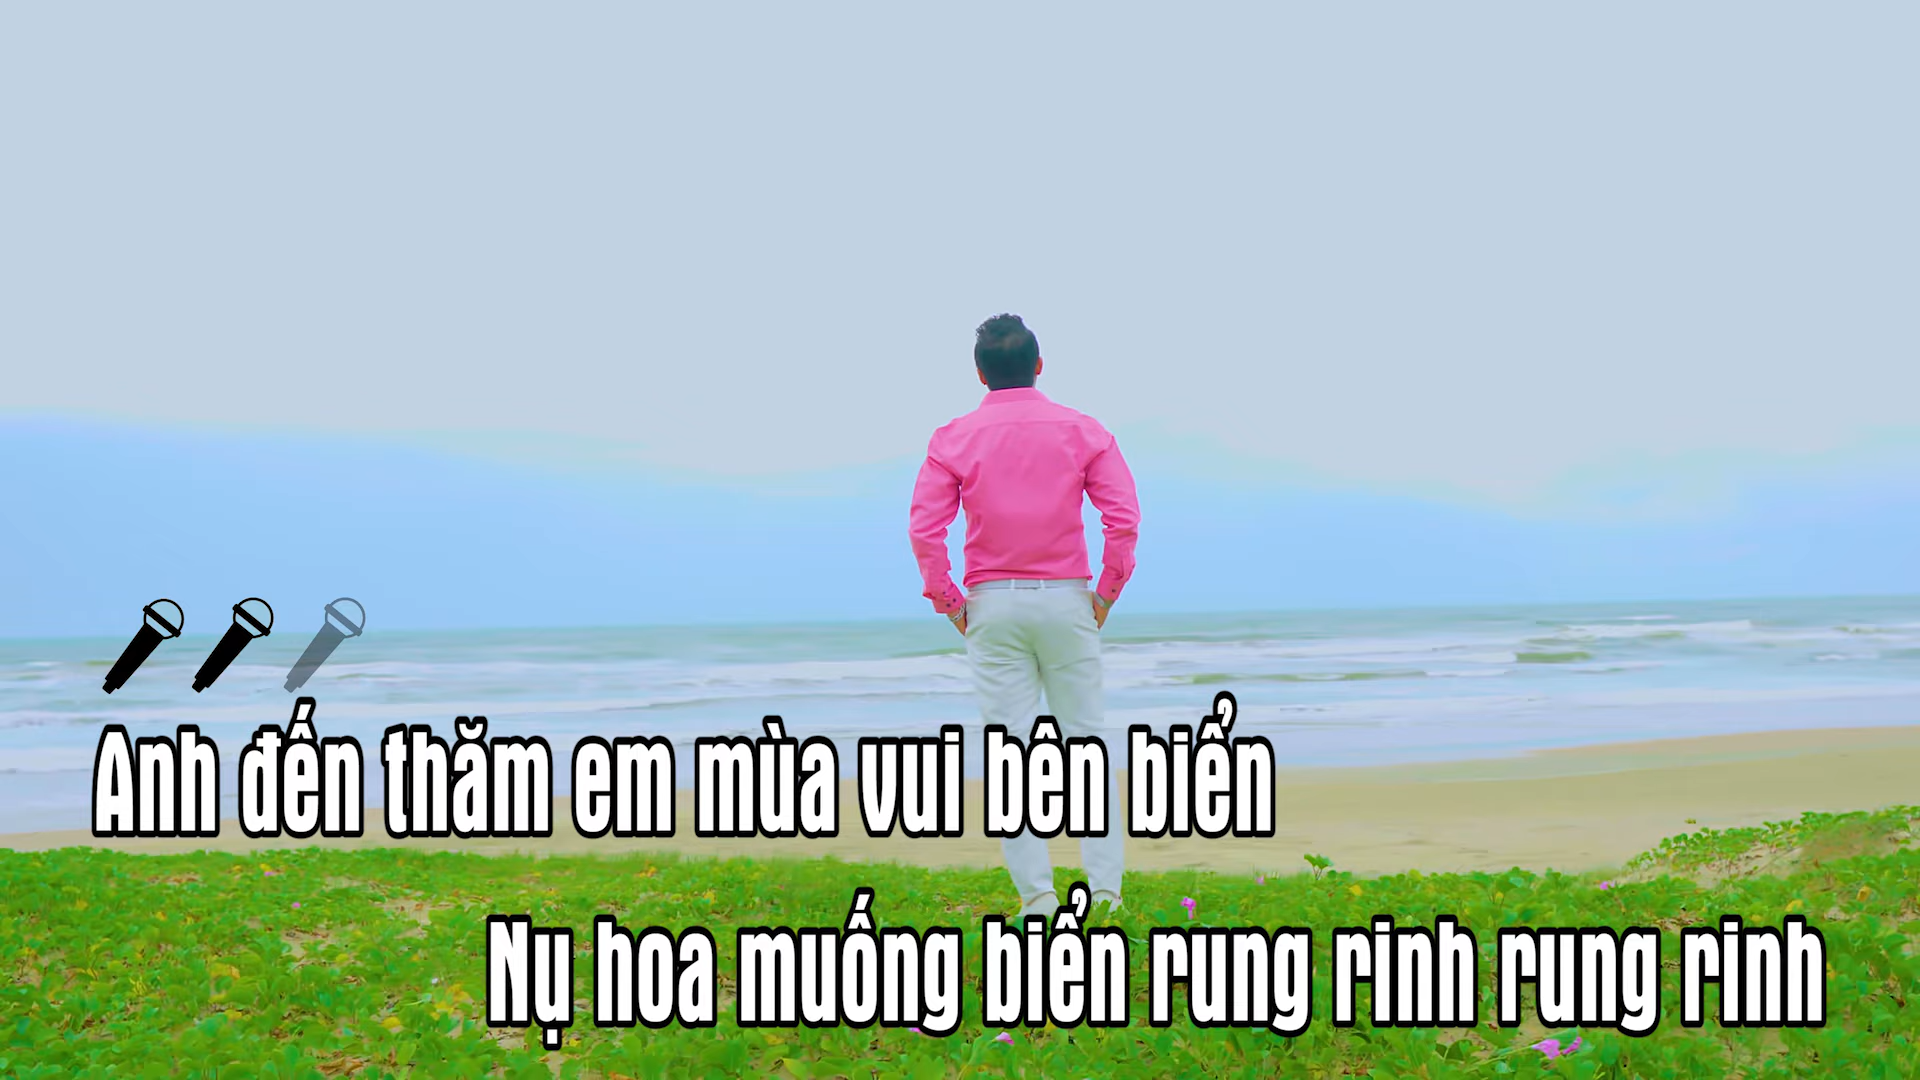 Anh đến thăm em mùa vui bên biển
Nụ hoa muống biển rung rinh rung rinh